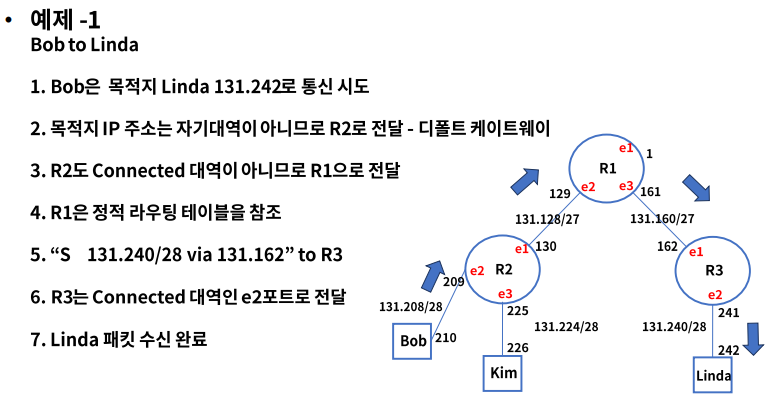 • 예제 -1
Bob to Linda
1. Bob은 목적지 Linda 131.242로 통신 시도
2. 목적지 IP 주소는 자기대역이 아니므로 R2로 전달 - 디폴트 케이트웨이
3. R2도 Connected 대역이 아니므로 R1으로 전달
4. R1은 정적 라우팅 테이블을 참조
5. “S 131.240/28 via 131.162” to R3
6. R3는 Connected 대역인 e2포트로 전달
7. Linda 패킷 수신 완료
e1 1
R1
e2 e3
129 161
131.128/27 131.160/27
e1 130 162 e1
e2 R2 R3
209 e3 e2
131.208/28 225 241
131.224/28 131.240/28
Bob 210
226 242
Kim Linda